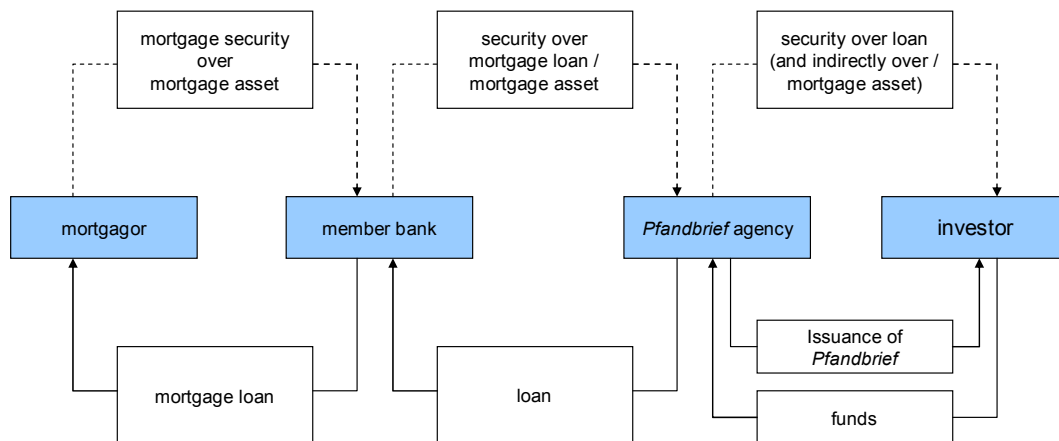 mortgage security
over
mortgage asset
security over
mortgage loan /
mortgage asset
security over loan
(and indirectly over /
mortgage asset)
mortgagor
member bank
Pfandbrief agency
investor
mortgage loan
loan
Issuance of
Pfandbrief
funds